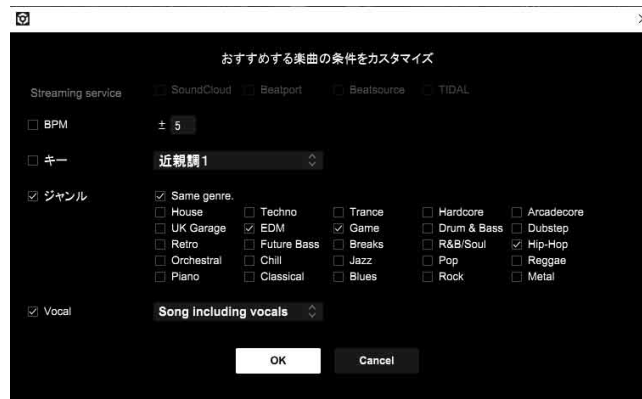 おすすめする楽曲の条件をカスタマイズ
Streaming service SoundCloud Beatport Beatsource TIDAL
BPM ± 5
キー 近親調1
ジャンル Same genre.
House Techno Trance Hardcore Arcadecore
UK Garage EDM Game Drum & Bass Dubstep
Retro Future Bass Breaks R&B/Soul Hip-Hop
Orchestral Chill Jazz Pop Reggae
Piano Classical Blues Rock Metal
Vocal Song including vocals
OK Cancel